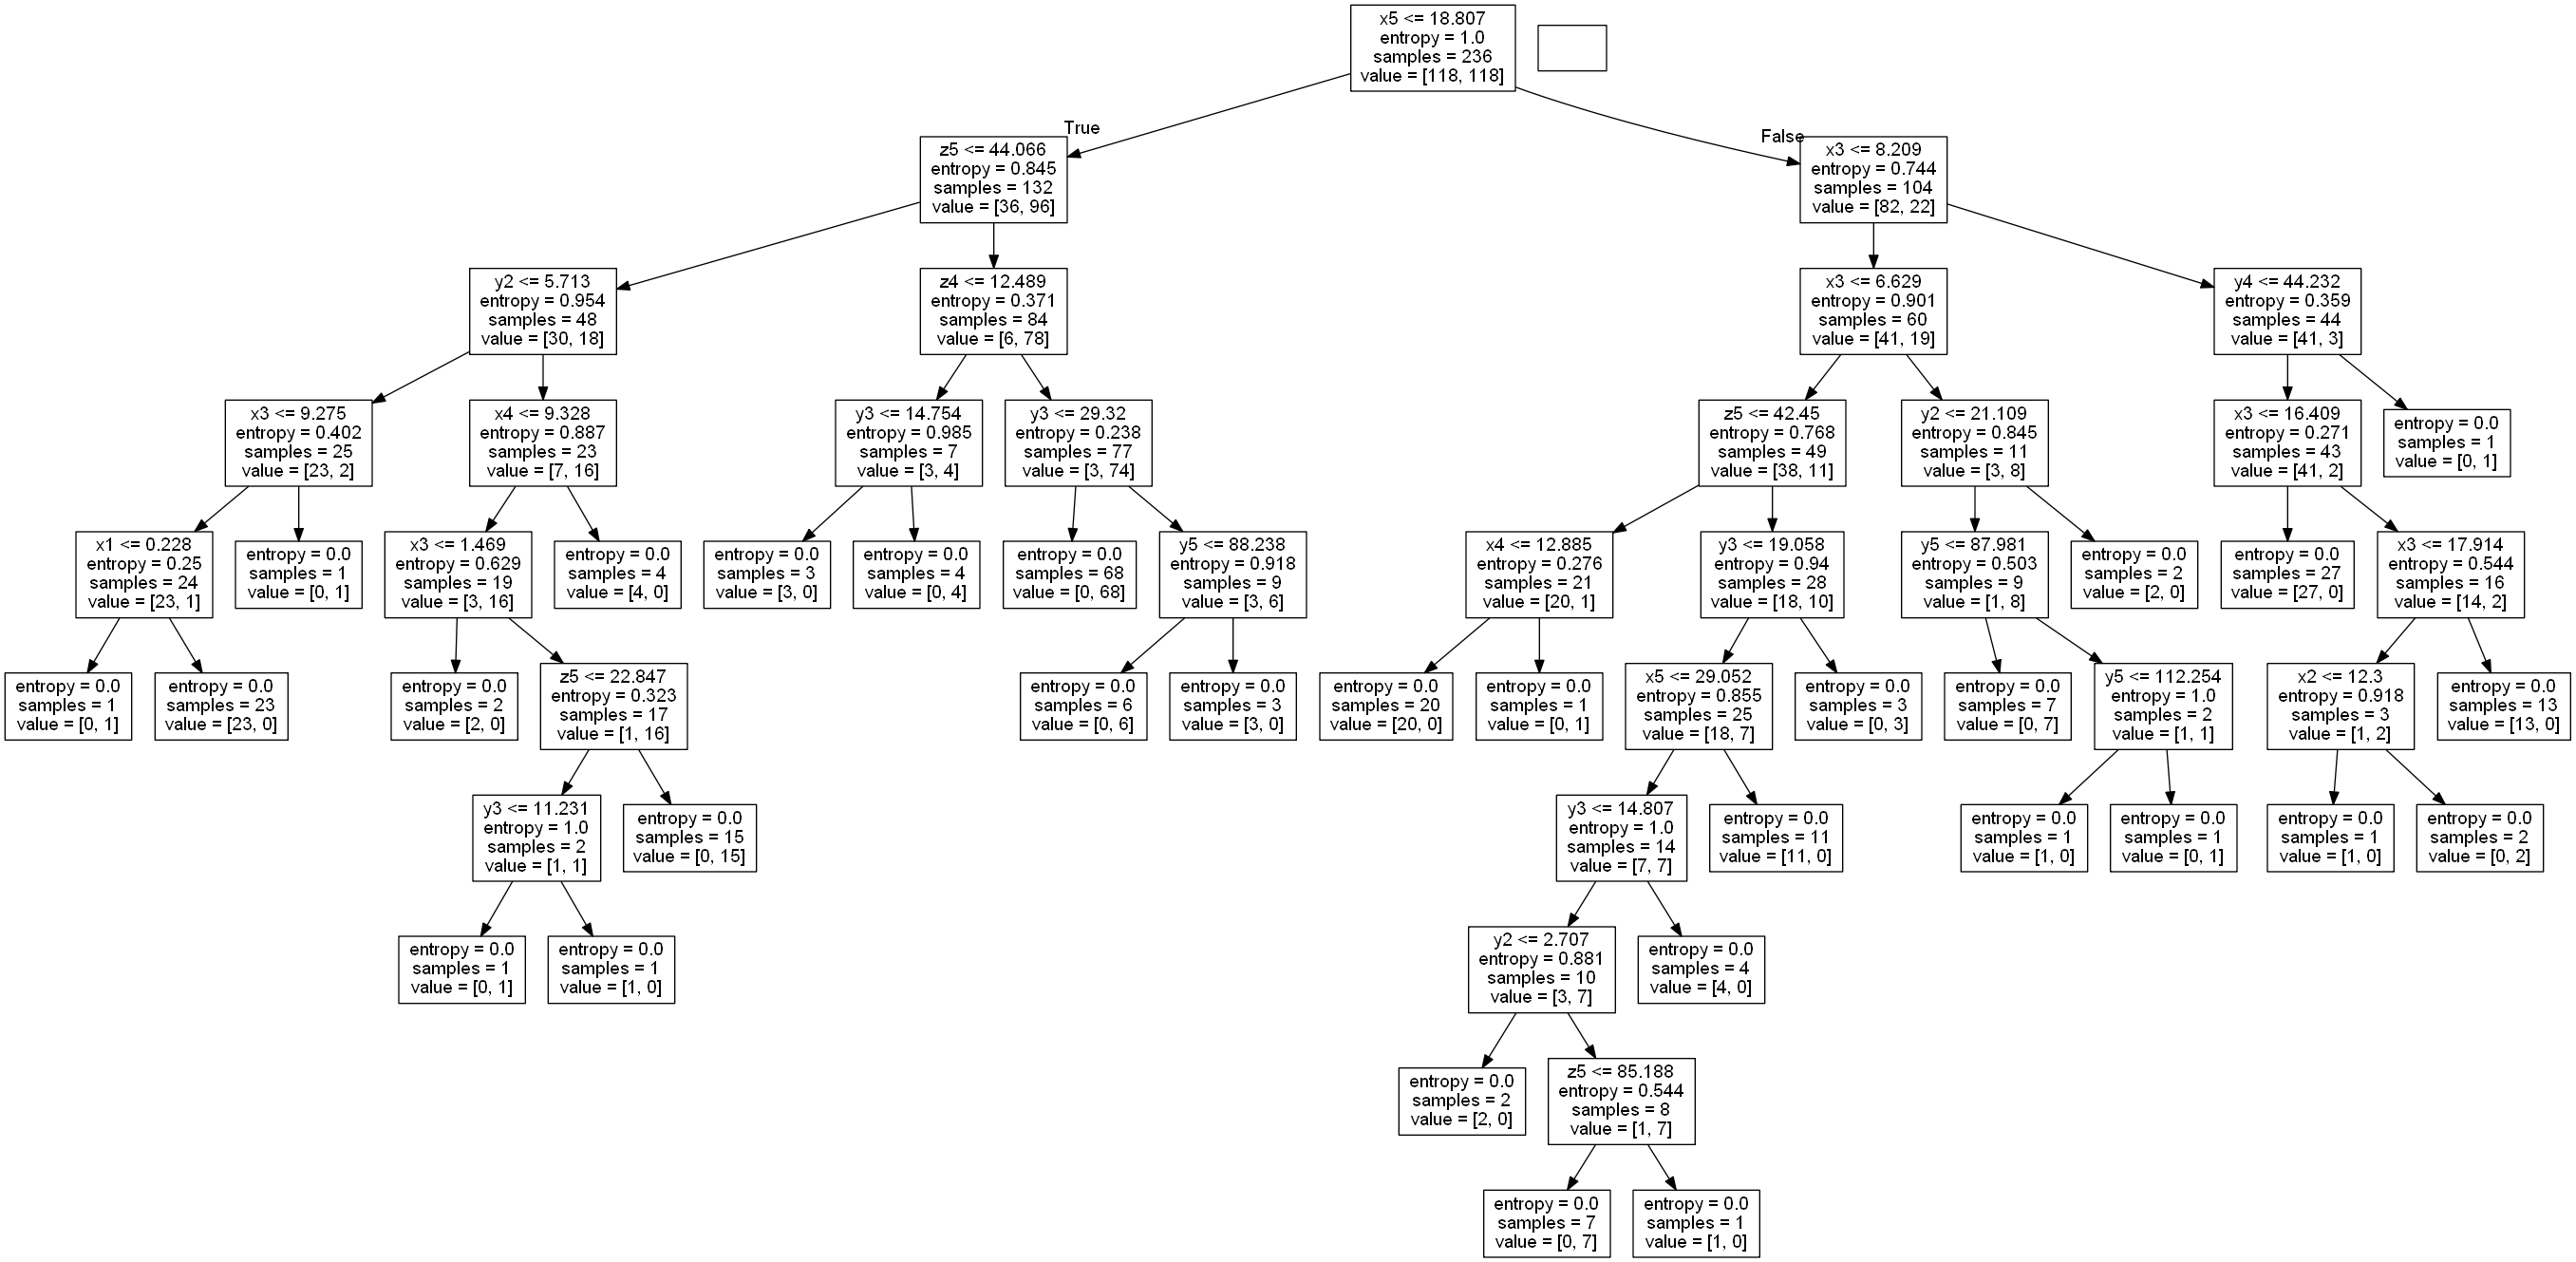 x5 <= 18.807
entropy = 1.0
samples = 236
value = [118, 118]
True
False
z5 <= 44.066
entropy = 0.845
samples = 132
value = [36, 96]
x3 <= 8.209
entropy = 0.744
samples = 104
value = [82, 22]
y2 <= 5.713
entropy = 0.954
samples = 48
value = [30, 18]
z4 <= 12.489
entropy = 0.371
samples = 84
value = [6, 78]
x3 <= 6.629
entropy = 0.901
samples = 60
value = [41, 19]
y4 <= 44.232
entropy = 0.359
samples = 44
value = [41, 3]
x3 <= 9.275
entropy = 0.402
samples = 25
value = [23, 2]
x4 <= 9.328
entropy = 0.887
samples = 23
value = [7, 16]
y3 <= 14.754
entropy = 0.985
samples = 7
value = [3, 4]
y3 <= 29.32
entropy = 0.238
samples = 77
value = [3, 74]
z5 <= 42.45
entropy = 0.768
samples = 49
value = [38, 11]
y2 <= 21.109
entropy = 0.845
samples = 11
value = [3, 8]
x3 <= 16.409
entropy = 0.271
samples = 43
value = [41, 2]
entropy = 0.0
samples = 1
value = [0, 1]
x1 <= 0.228
entropy = 0.25
samples = 24
value = [23, 1]
entropy = 0.0
samples = 1
value = [0, 1]
x3 <= 1.469
entropy = 0.629
samples = 19
value = [3, 16]
entropy = 0.0
samples = 4
value = [4, 0]
entropy = 0.0
samples = 3
value = [3, 0]
entropy = 0.0
samples = 4
value = [0, 4]
entropy = 0.0
samples = 68
value = [0, 68]
y5 <= 88.238
entropy = 0.918
samples = 9
value = [3, 6]
x4 <= 12.885
entropy = 0.276
samples = 21
value = [20, 1]
y3 <= 19.058
entropy = 0.94
samples = 28
value = [18, 10]
y5 <= 87.981
entropy = 0.503
samples = 9
value = [1, 8]
entropy = 0.0
samples = 2
value = [2, 0]
entropy = 0.0
samples = 27
value = [27, 0]
x3 <= 17.914
entropy = 0.544
samples = 16
value = [14, 2]
entropy = 0.0
samples = 1
value = [0, 1]
entropy = 0.0
samples = 23
value = [23, 0]
entropy = 0.0
samples = 2
value = [2, 0]
z5 <= 22.847
entropy = 0.323
samples = 17
value = [1, 16]
entropy = 0.0
samples = 6
value = [0, 6]
entropy = 0.0
samples = 3
value = [3, 0]
entropy = 0.0
samples = 20
value = [20, 0]
entropy = 0.0
samples = 1
value = [0, 1]
x5 <= 29.052
entropy = 0.855
samples = 25
value = [18, 7]
entropy = 0.0
samples = 3
value = [0, 3]
entropy = 0.0
samples = 7
value = [0, 7]
y5 <= 112.254
entropy = 1.0
samples = 2
value = [1, 1]
x2 <= 12.3
entropy = 0.918
samples = 3
value = [1, 2]
entropy = 0.0
samples = 13
value = [13, 0]
y3 <= 11.231
entropy = 1.0
samples = 2
value = [1, 1]
entropy = 0.0
samples = 15
value = [0, 15]
y3 <= 14.807
entropy = 1.0
samples = 14
value = [7, 7]
entropy = 0.0
samples = 11
value = [11, 0]
entropy = 0.0
samples = 1
value = [1, 0]
entropy = 0.0
samples = 1
value = [0, 1]
entropy = 0.0
samples = 1
value = [1, 0]
entropy = 0.0
samples = 2
value = [0, 2]
entropy = 0.0
samples = 1
value = [0, 1]
entropy = 0.0
samples = 1
value = [1, 0]
y2 <= 2.707
entropy = 0.881
samples = 10
value = [3, 7]
entropy = 0.0
samples = 4
value = [4, 0]
entropy = 0.0
samples = 2
value = [2, 0]
z5 <= 85.188
entropy = 0.544
samples = 8
value = [1, 7]
entropy = 0.0
samples = 7
value = [0, 7]
entropy = 0.0
samples = 1
value = [1, 0]